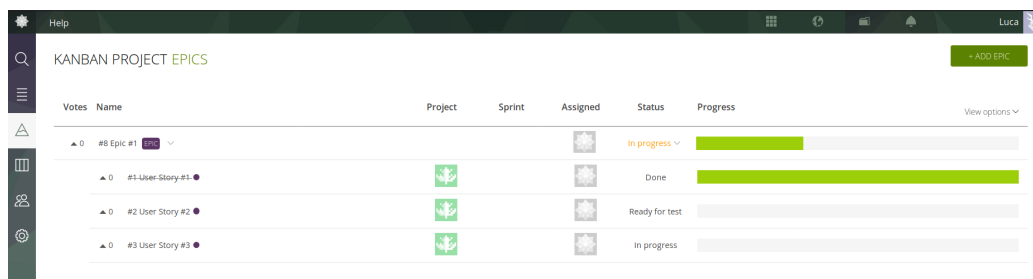 Help
Luca
KANBAN PROJECT EPICS
+ ADD EPIC
Votes Name Project Sprint Assigned Status Progress
View options
0 #8 Epic #1 EPIC In progress
0 #1 User Story #1 Done
0 #2 User Story #2 Ready for test
0 #3 User Story #3 In progress